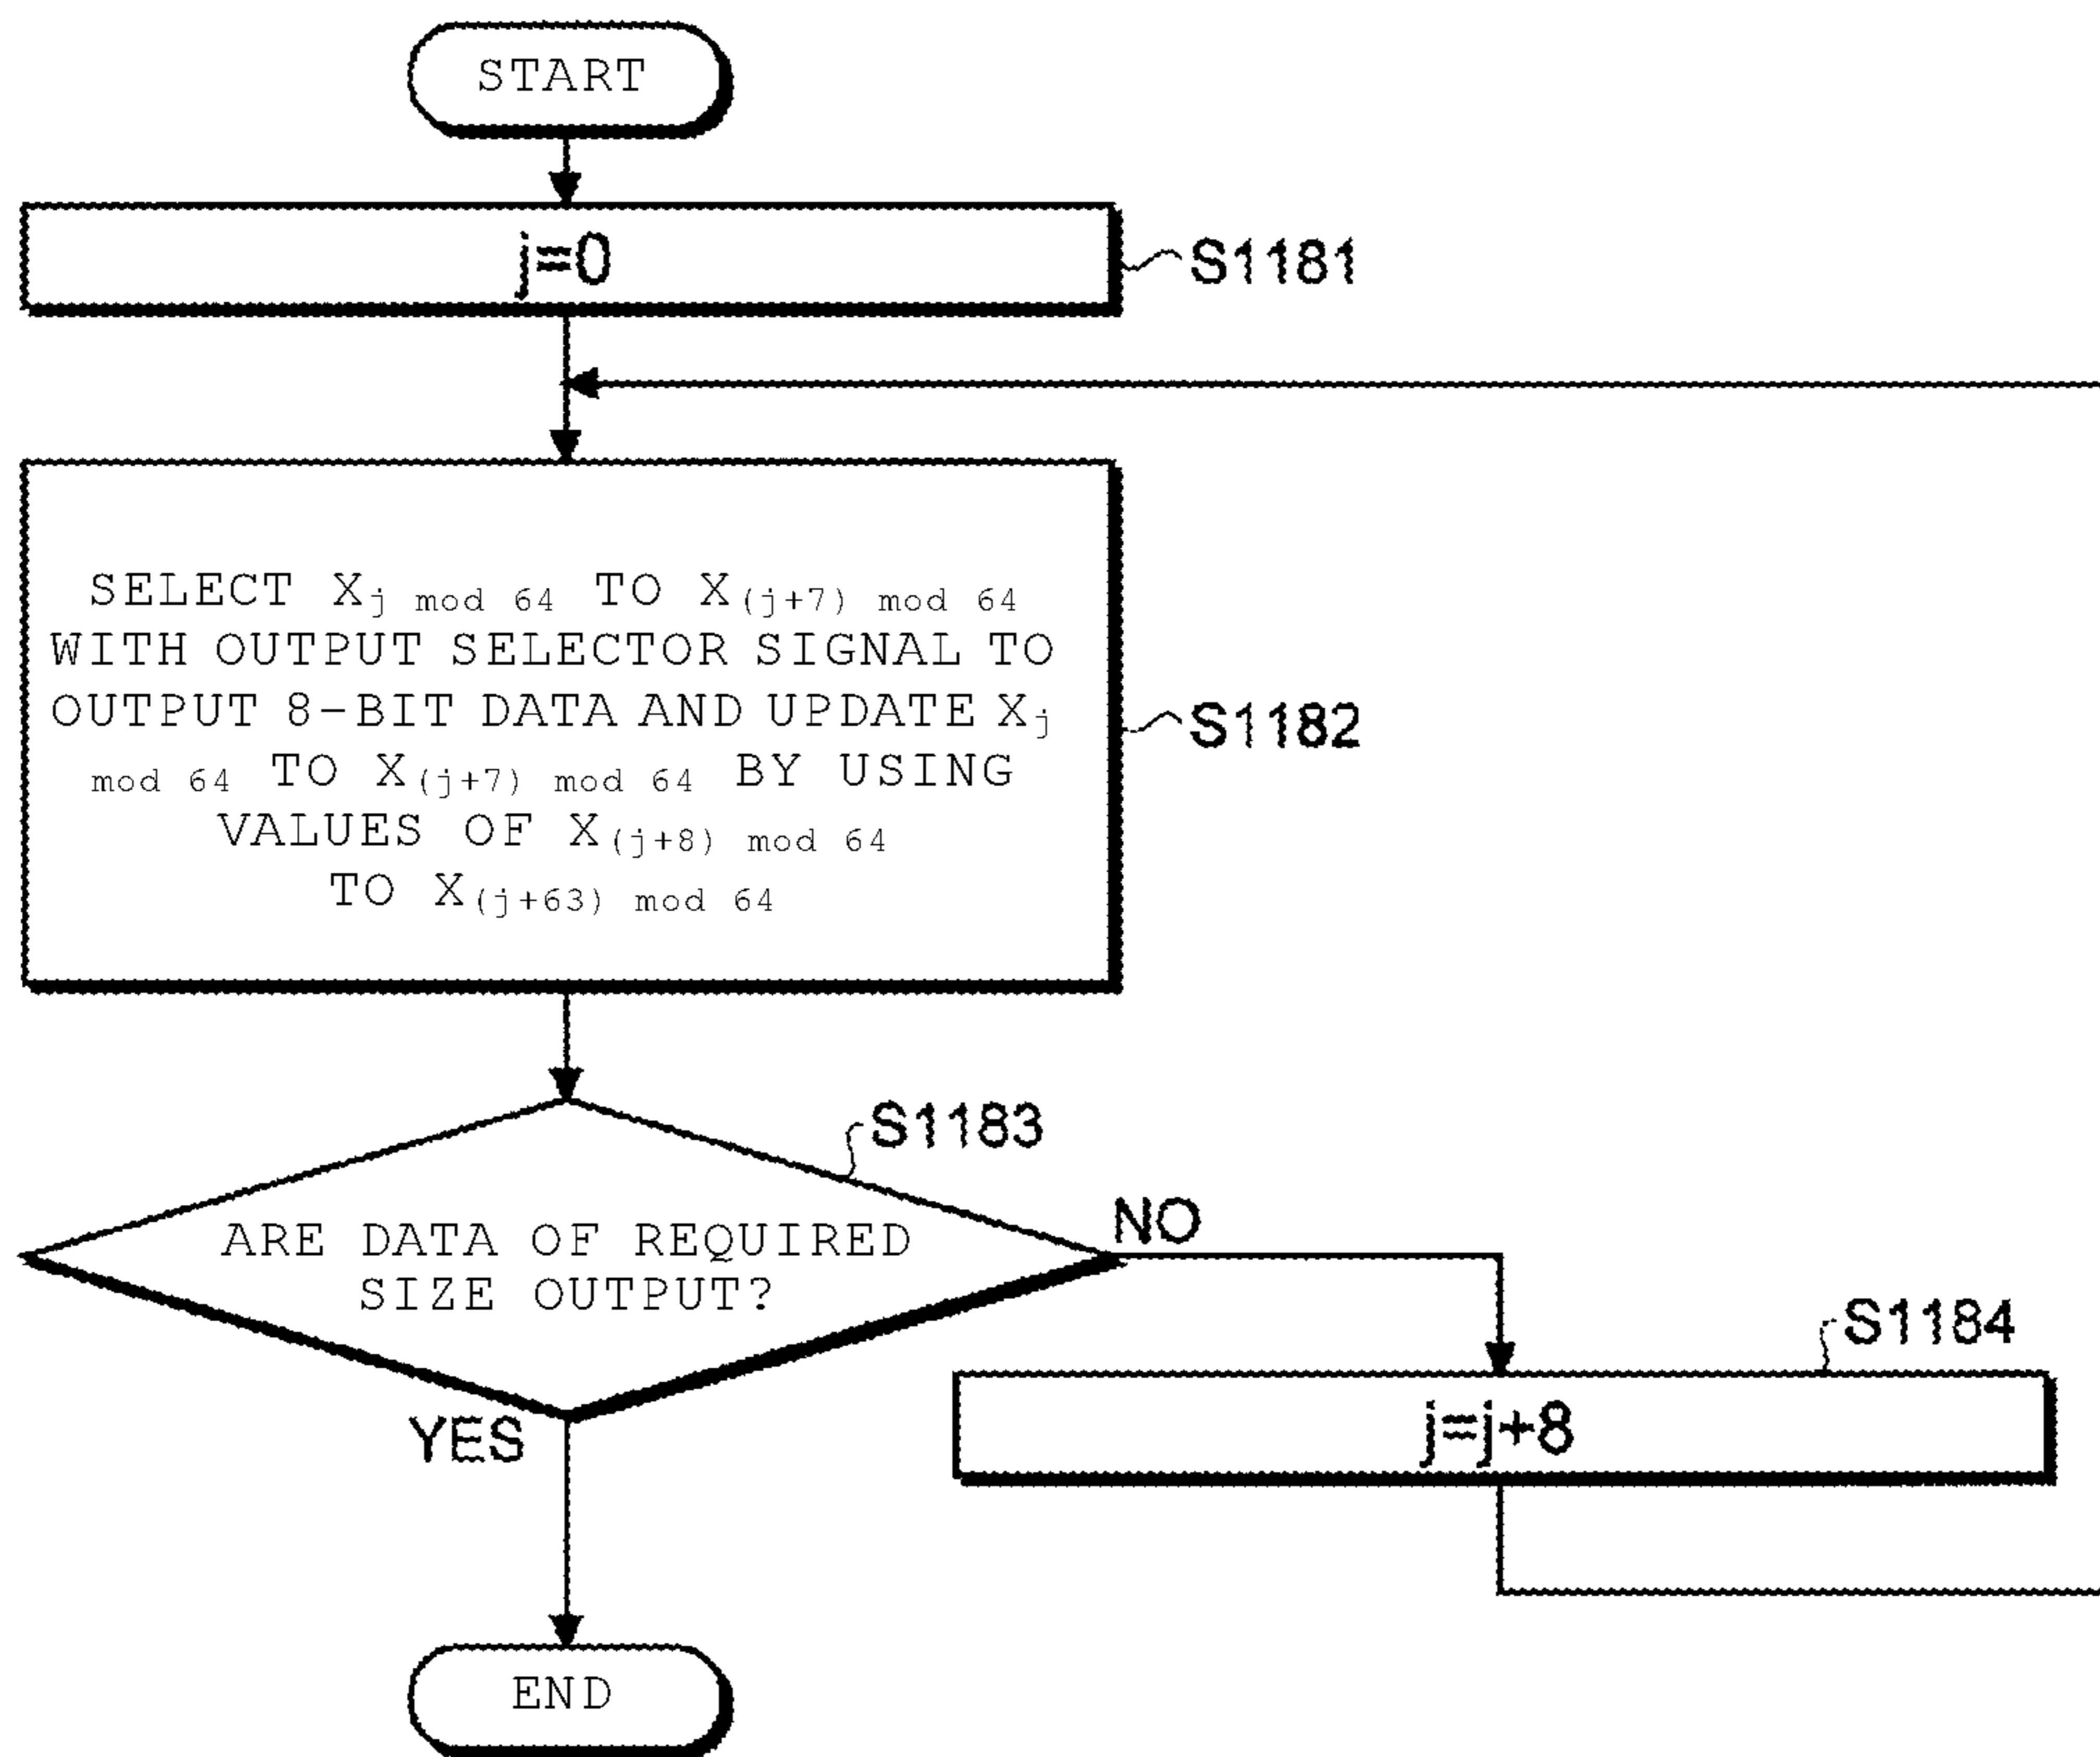 START
j=0
S1181
SELECT Xj mod 64 TO X(j+7) mod 64
WITH OUTPUT SELECTOR SIGNAL TO
OUTPUT 8-BIT DATA AND UPDATE Xj
mod 64 TO X(j+7) mod 64 BY USING
VALUES OF X(j+8) mod 64
TO X(j+63) mod 64
S1182
S1183
ARE DATA OF REQUIRED
SIZE OUTPUT?
NO
S1184
j=j+8
YES
END